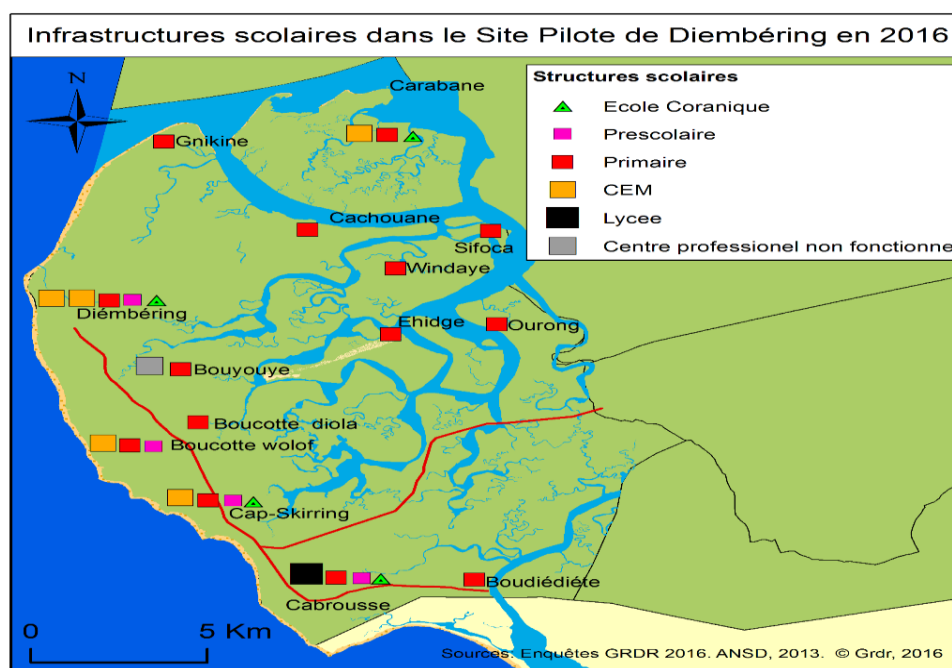 Infrastructures scolaires dans le Site Pilote de Diembéring en 2016
Structures scolaires
Ecole Coranique
Prescolaire
Primaire
CEM
Lycee
Centre professionel non fonctionne
N
Carabane
Gnikine
Cachouane
Sifoca
Windaye
Diémbéring
Ehidge
Ourong
Bouyouye
Boucotte diola
Boucotte wolof
Cap-Skirring
Boudiédiéte
Cabrousse
0 5 Km
Sources: Enquêtes GRDR 2016. ANSD, 2013. © Grdr, 2016